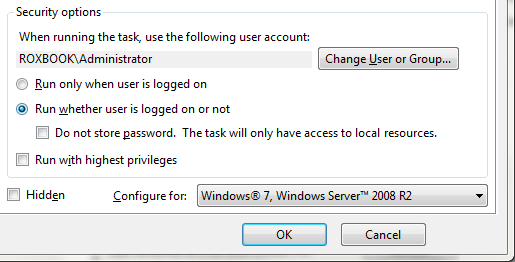 Security options
When running the task, use the following user account:
ROXBOOK\Administrator
Change User or Group...
Run only when user is logged on
Run whether user is logged on or not
Do not store password. The task will only have access to local resources.
Run with highest privileges
Hidden
Configure for:
Windows® 7, Windows Server™ 2008 R2
OK
Cancel